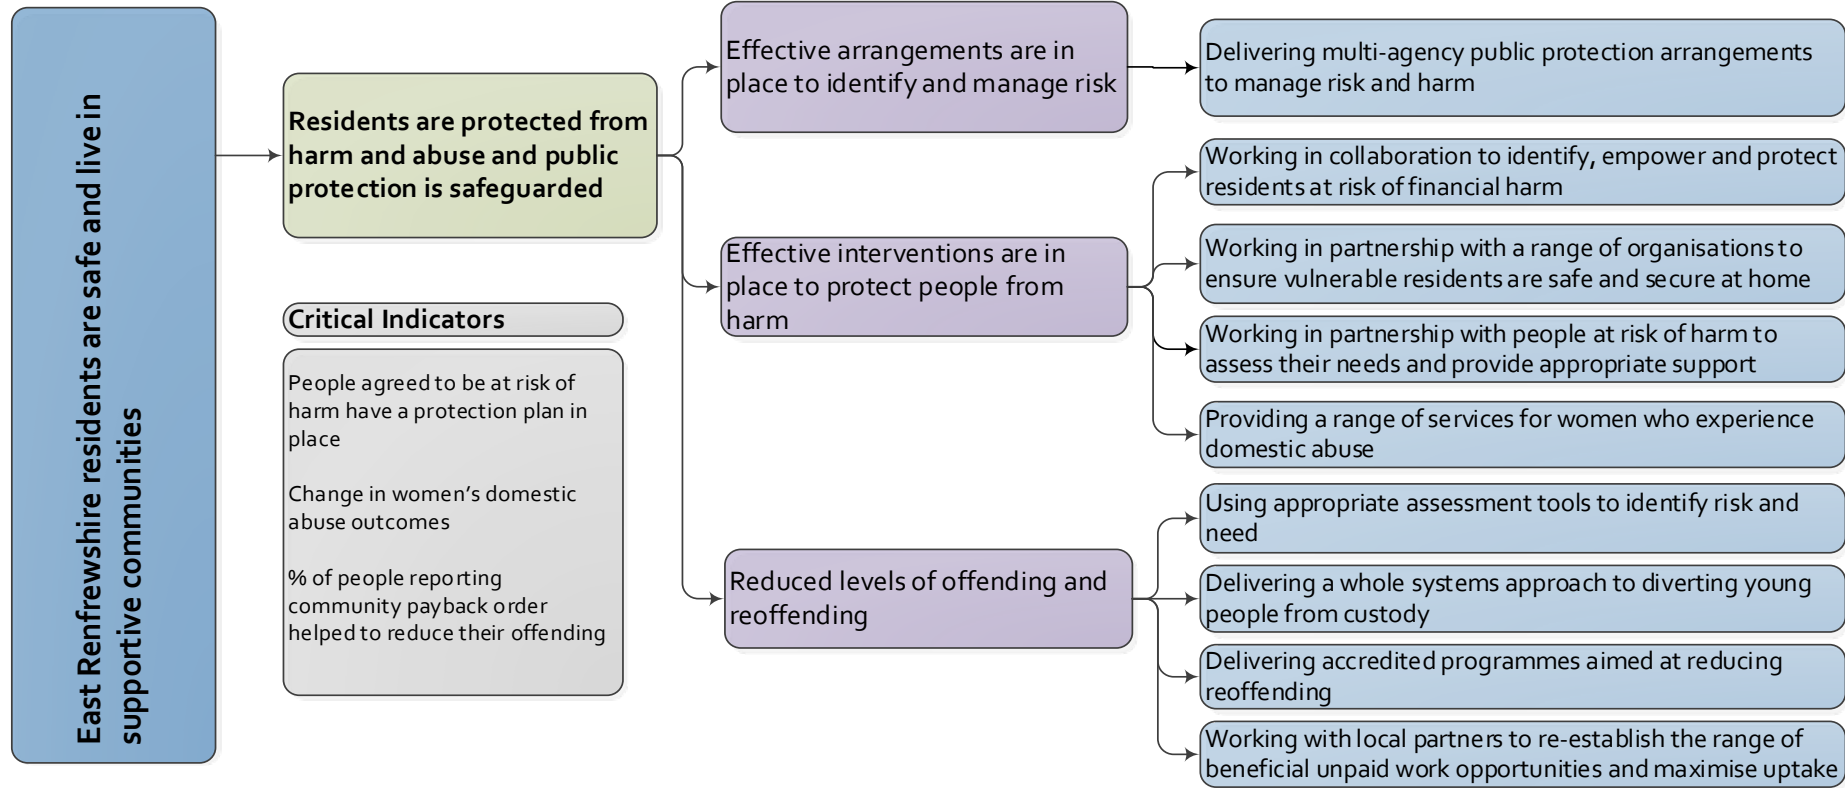 East Renfrewshire residents are safe and live in
supportive communities
Residents are protected from
harm and abuse and public
protection is safeguarded
Critical Indicators
People agreed to be at risk of
harm have a protection plan in
place
Change in women’s domestic
abuse outcomes
% of people reporting
community payback order
helped to reduce their offending
Effective arrangements are in
place to identify and manage risk
Effective interventions are in
place to protect people from
harm
Reduced levels of offending and
reoffending
Delivering multi-agency public protection arrangements
to manage risk and harm
Working in collaboration to identify, empower and protect
residents at risk of financial harm
Working in partnership with a range of organisations to
ensure vulnerable residents are safe and secure at home
Working in partnership with people at risk of harm to
assess their needs and provide appropriate support
Providing a range of services for women who experience
domestic abuse
Using appropriate assessment tools to identify risk and
need
Delivering a whole systems approach to diverting young
people from custody
Delivering accredited programmes aimed at reducing
reoffending
Working with local partners to re-establish the range of
beneficial unpaid work opportunities and maximise uptake